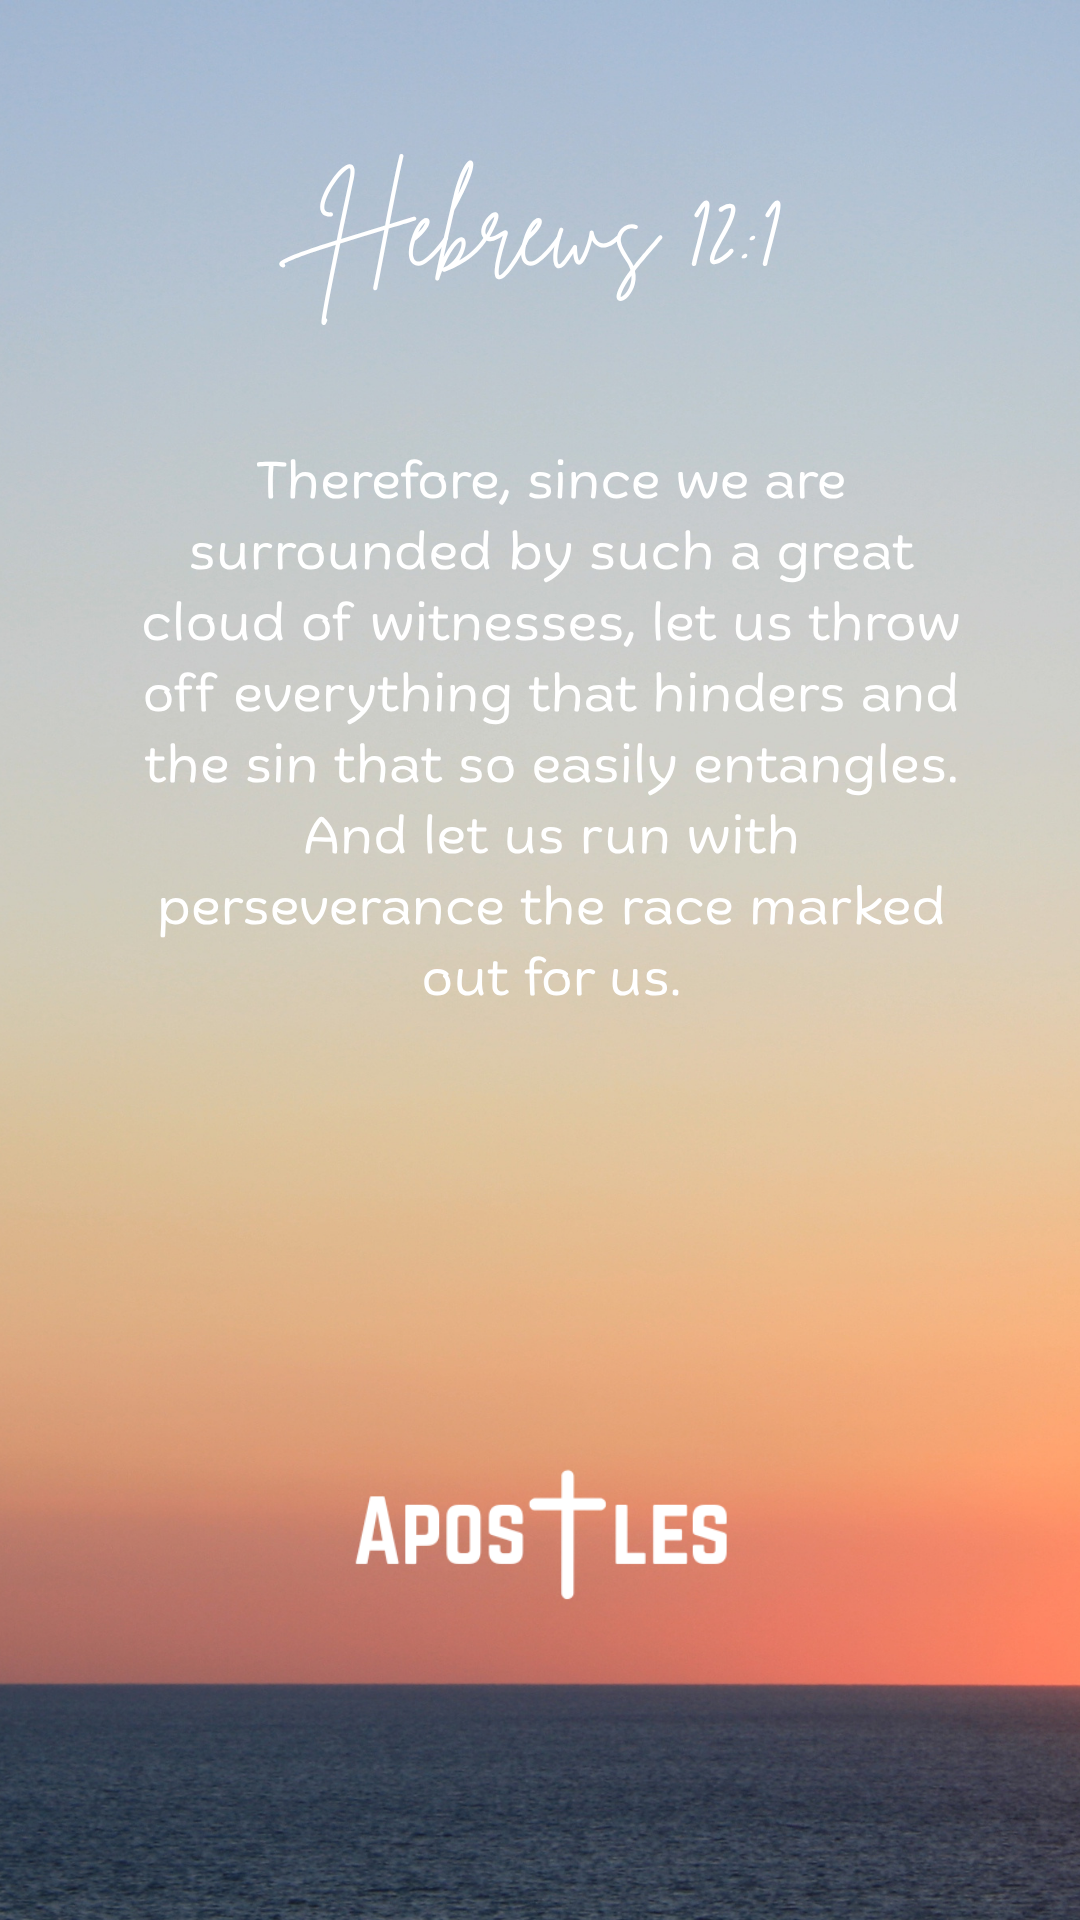 Hebrews 12:1
Therefore, since we are
surrounded by such a great
cloud of witnesses, let us throw
off everything that hinders and
the sin that so easily entangles.
And let us run with
perseverance the race marked
out for us.
APOSTLES